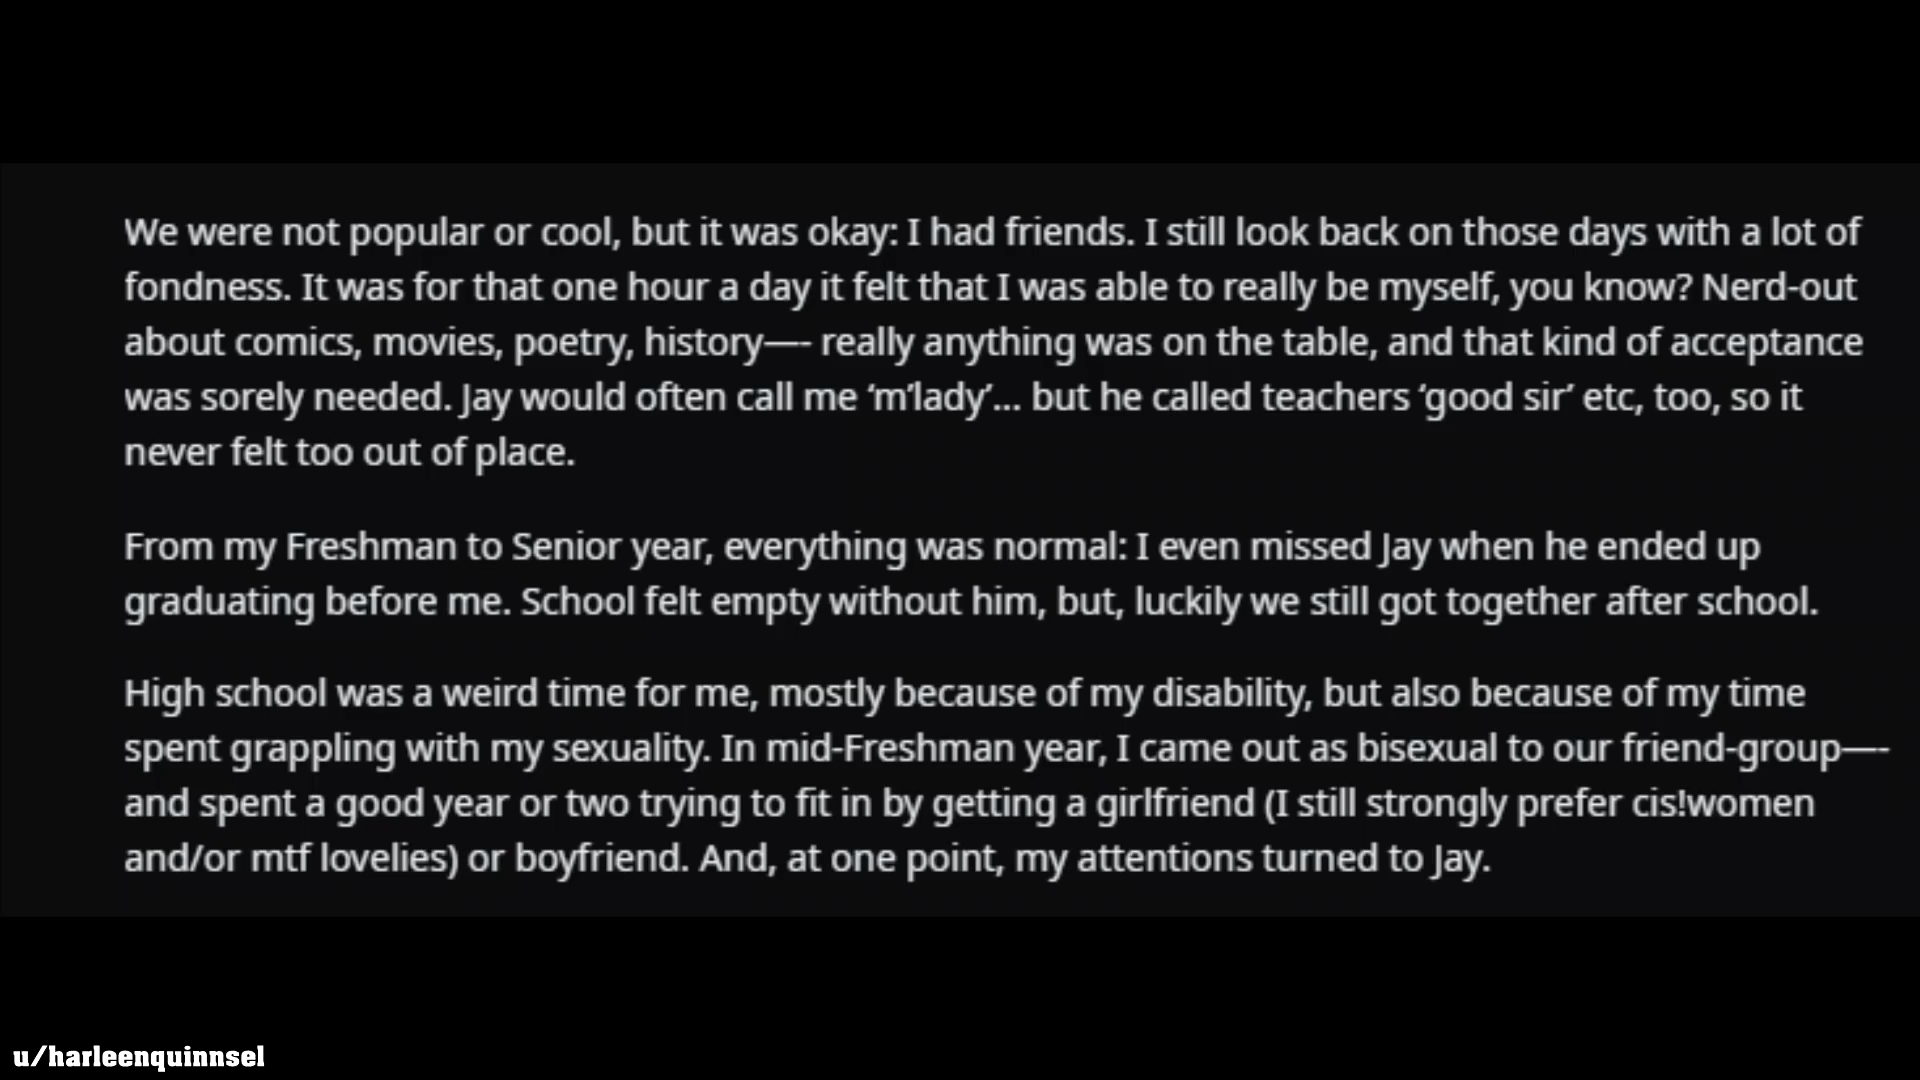 We were not popular or cool, but it was okay: I had friends. I still look back on those days with a lot of
fondness. It was for that one hour a day it felt that I was able to really be myself, you know? Nerd-out
about comics, movies, poetry, history—- really anything was on the table, and that kind of acceptance
was sorely needed. Jay would often call me ‘m’lady’... but he called teachers ‘good sir’ etc, too, so it
never felt too out of place.
From my Freshman to Senior year, everything was normal: I even missed Jay when he ended up
graduating before me. School felt empty without him, but, luckily we still got together after school.
High school was a weird time for me, mostly because of my disability, but also because of my time
spent grappling with my sexuality. In mid-Freshman year, I came out as bisexual to our friend-group—-
and spent a good year or two trying to fit in by getting a girlfriend (I still strongly prefer cis!women
and/or mtf lovelies) or boyfriend. And, at one point, my attentions turned to Jay.
u/harleenquinnsel